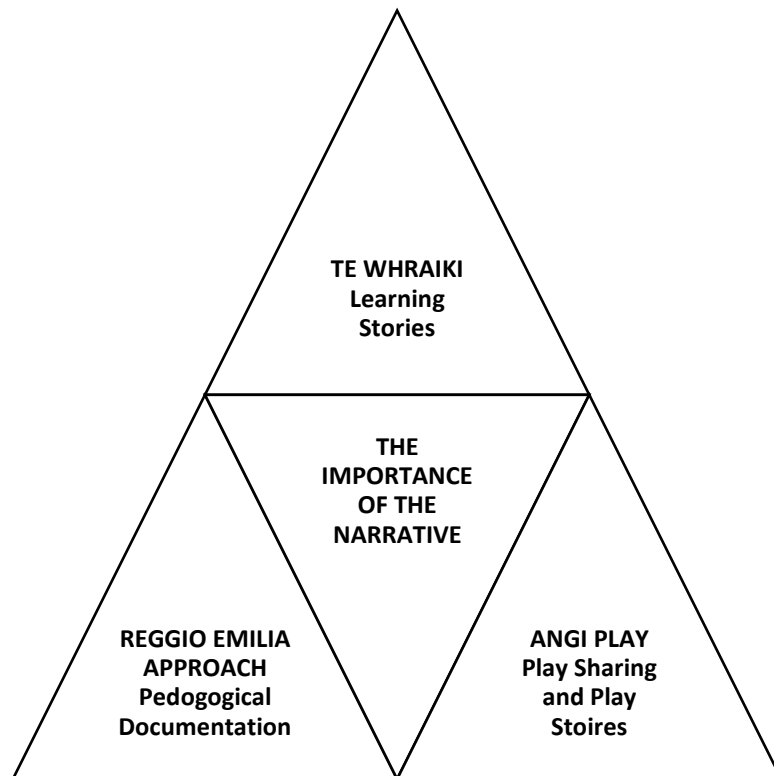 TE WHRAIKI
Learning
Stories
THE
IMPORTANCE
OF THE
NARRATIVE
REGGIO EMILIA
APPROACH
Pedogogical
Documentation
ANGI PLAY
Play Sharing
and Play
Stoires